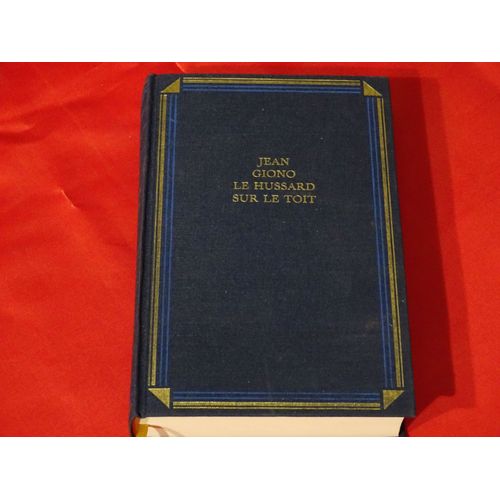 JEAN
GIONO
LE HUSSARD
SUR LE TOIT